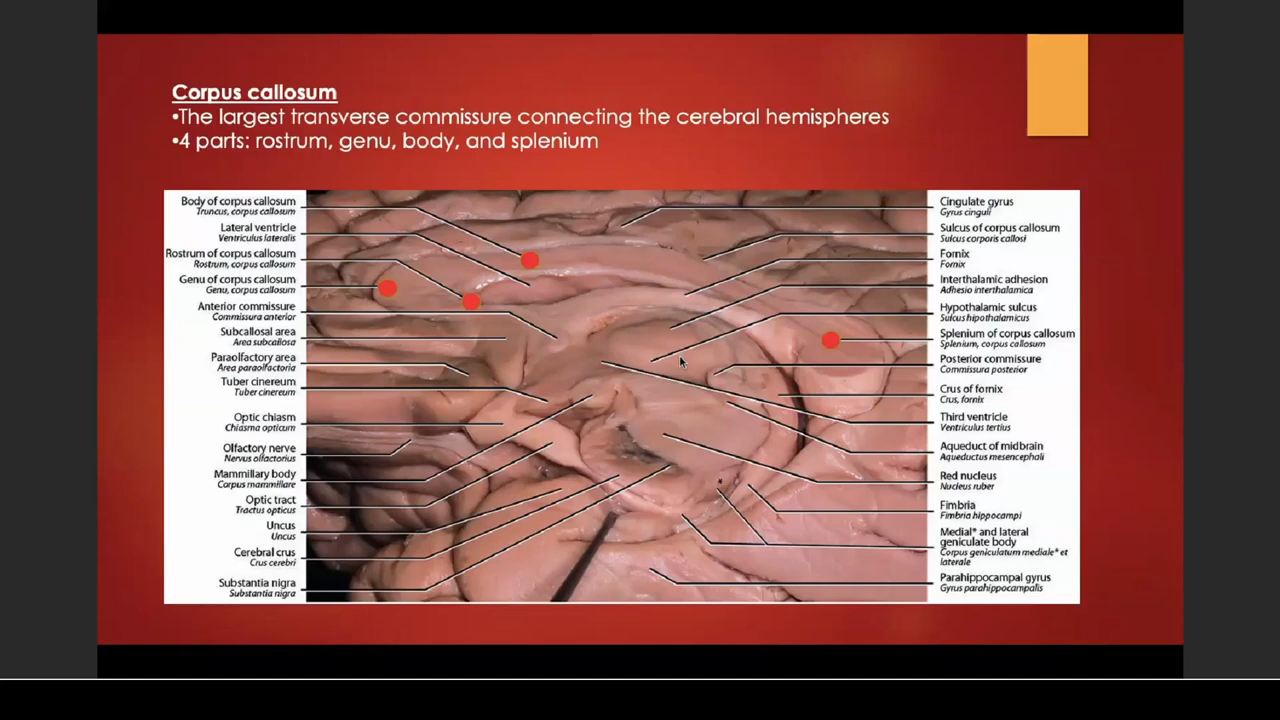 Corpus callosum
•The largest transverse commissure connecting the cerebral hemispheres
•4 parts: rostrum, genu, body, and splenium
Body of corpus callosum
Truncus, corpus callosum
Lateral ventricle
Ventriculus lateralis
Rostrum of corpus callosum
Rostrum, corpus callosum
Genu of corpus callosum
Genu, corpus callosum
Anterior commissure
Commissura anterior
Subcallosal area
Area subcallosa
Paraolfactory area
Area paraolfactoria
Tuber cinereum
Tuber cinereum
Optic chiasm
Chiasma opticum
Olfactory nerve
Nervus olfactorius
Mammillary body
Corpus mammillare
Optic tract
Tractus opticus
Uncus
Uncus
Cerebral crus
Crus cerebri
Substantia nigra
Substantia nigra
Cingulate gyrus
Gyrus cinguli
Sulcus of corpus callosum
Sulcus corporis callosi
Fornix
Fornix
Interthalamic adhesion
Adhesio interthalamica
Hypothalamic sulcus
Sulcus hipothalamicus
Splenium of corpus callosum
Splenium, corpus callosum
Posterior commissure
Commissura posterior
Crus of fornix
Crus, fornix
Third ventricle
Ventriculus tertius
Aqueduct of midbrain
Aqueductus mesencephali
Red nucleus
Nucleus ruber
Fimbria
Fimbria hippocampi
Medial* and lateral
geniculate body
Corpus geniculatum mediale* et
laterale
Parahippocampal gyrus
Gyrus parahippocampalis
*